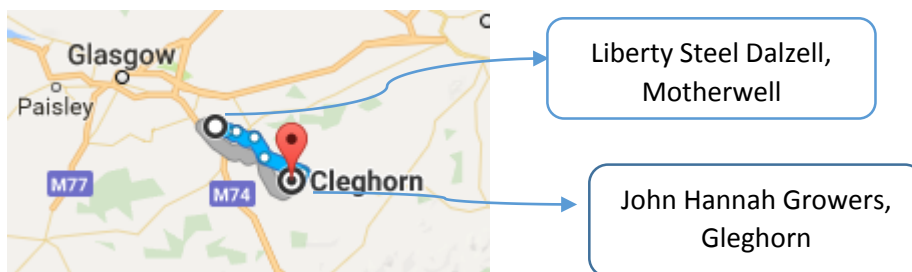 Glasgow
Paisley
M77
M74
Cleghorn
Liberty Steel Dalzell,
Motherwell
John Hannah Growers,
Gleghorn